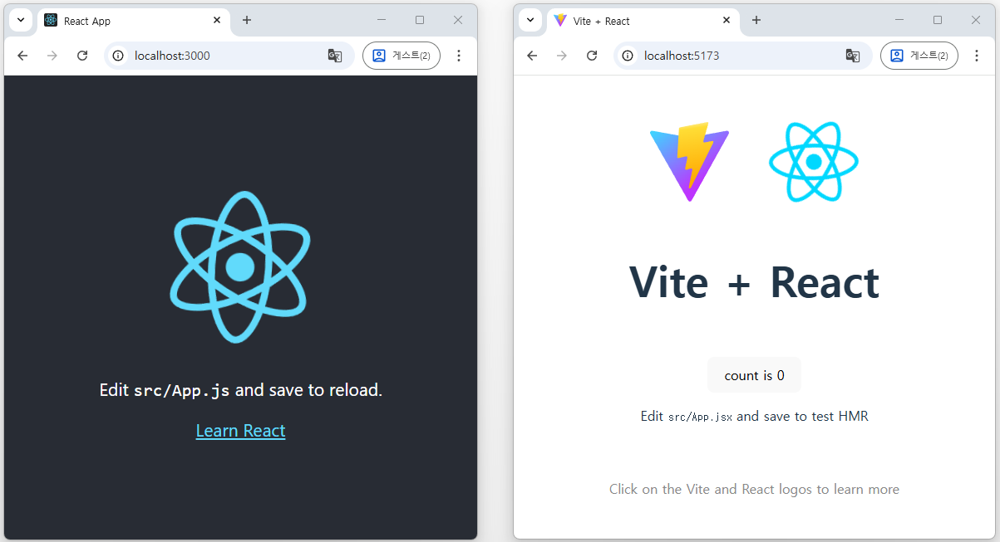 React App
localhost:3000
게스트(2)
Edit src/App.js and save to reload.
Learn React
Vite + React
localhost:5173
게스트(2)
Vite + React
count is 0
Edit src/App.jsx and save to test HMR
Click on the Vite and React logos to learn more